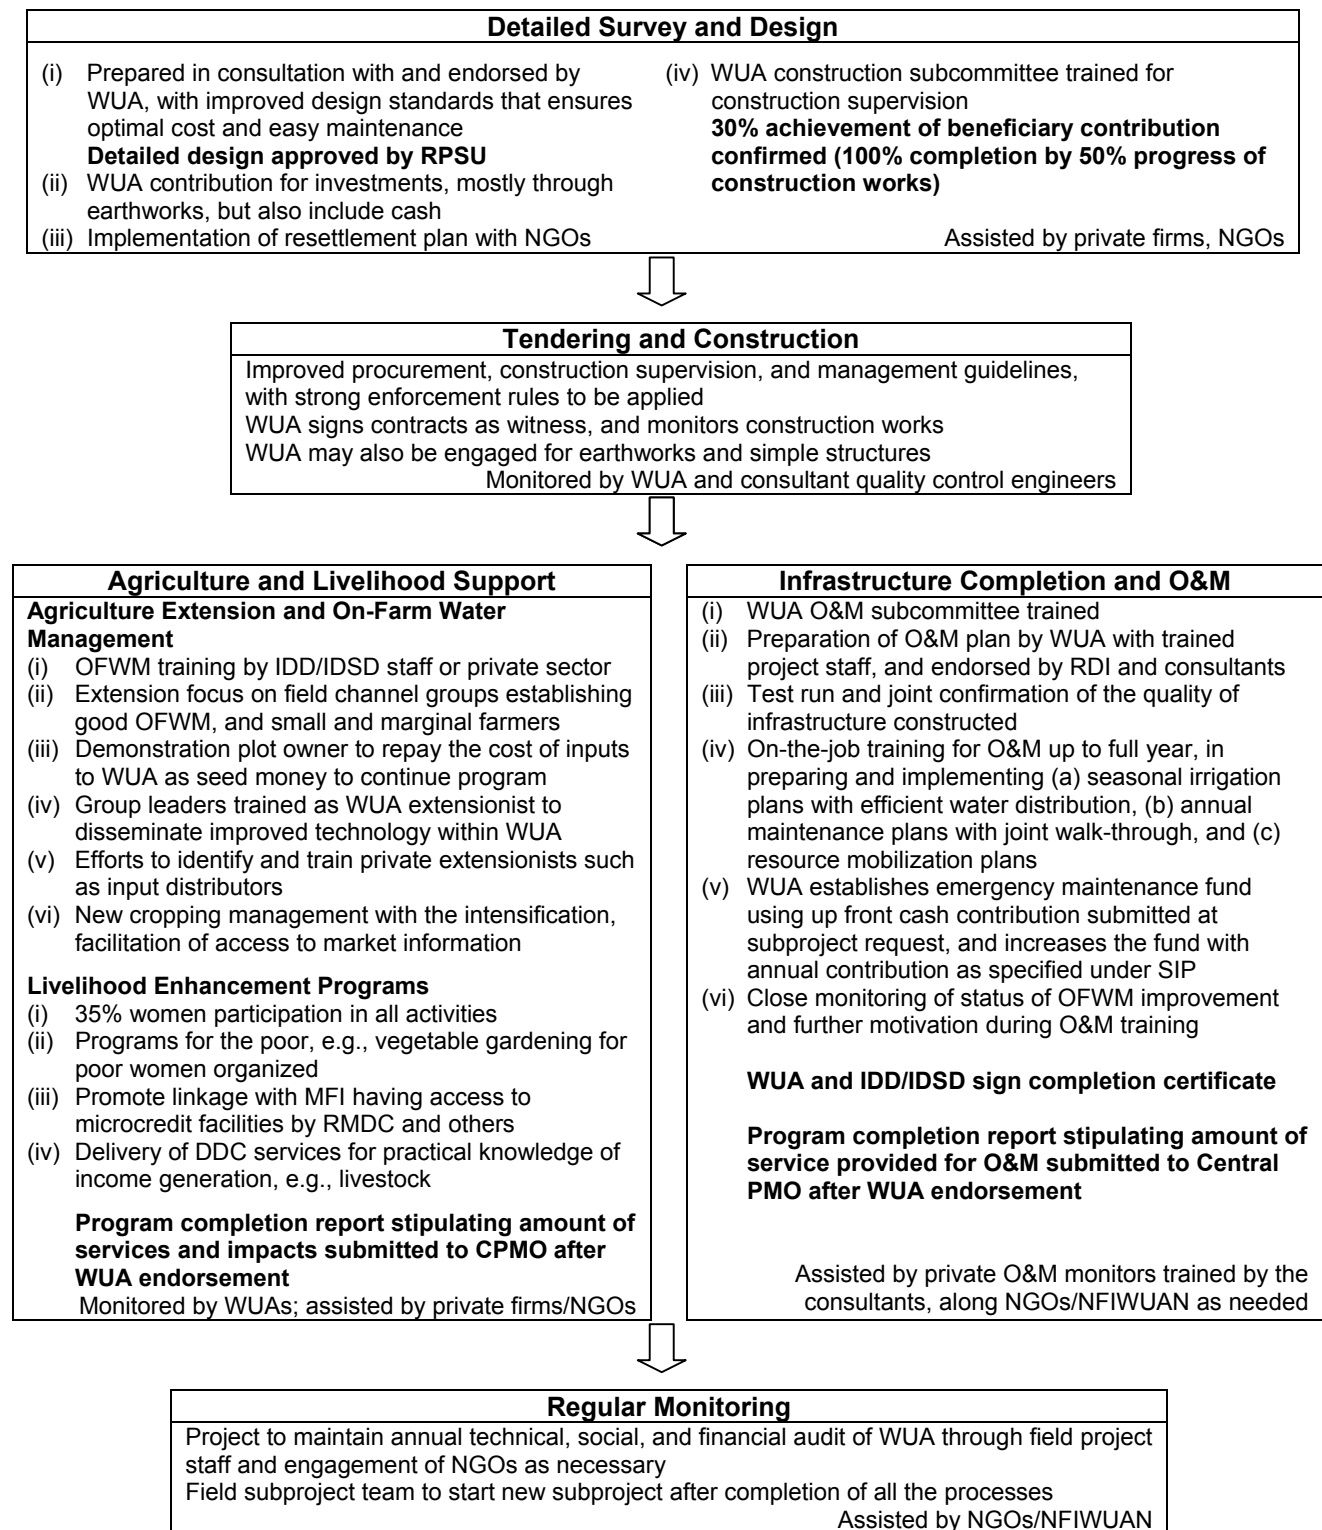 Detailed Survey and Design
(i) Prepared in consultation with and endorsed by
WUA, with improved design standards that ensures
optimal cost and easy maintenance
Detailed design approved by RPSU
(ii) WUA contribution for investments, mostly through
earthworks, but also include cash
(iii) Implementation of resettlement plan with NGOs
(iv) WUA construction subcommittee trained for
construction supervision
30% achievement of beneficiary contribution
confirmed (100% completion by 50% progress of
construction works)
Assisted by private firms, NGOs
Tendering and Construction
Improved procurement, construction supervision, and management guidelines,
with strong enforcement rules to be applied
WUA signs contracts as witness, and monitors construction works
WUA may also be engaged for earthworks and simple structures
Monitored by WUA and consultant quality control engineers
Agriculture and Livelihood Support
Agriculture Extension and On-Farm Water
Management
(i) OFWM training by IDD/IDSD staff or private sector
(ii) Extension focus on field channel groups establishing
good OFWM, and small and marginal farmers
(iii) Demonstration plot owner to repay the cost of inputs
to WUA as seed money to continue program
(iv) Group leaders trained as WUA extensionist to
disseminate improved technology within WUA
(v) Efforts to identify and train private extensionists such
as input distributors
(vi) New cropping management with the intensification,
facilitation of access to market information
Livelihood Enhancement Programs
(i) 35% women participation in all activities
(ii) Programs for the poor, e.g., vegetable gardening for
poor women organized
(iii) Promote linkage with MFI having access to
microcredit facilities by RMDC and others
(iv) Delivery of DDC services for practical knowledge of
income generation, e.g., livestock
Program completion report stipulating amount of
services and impacts submitted to CPMO after
WUA endorsement
Monitored by WUAs; assisted by private firms/NGOs
Infrastructure Completion and O&M
(i) WUA O&M subcommittee trained
(ii) Preparation of O&M plan by WUA with trained
project staff, and endorsed by RDI and consultants
(iii) Test run and joint confirmation of the quality of
infrastructure constructed
(iv) On-the-job training for O&M up to full year, in
preparing and implementing (a) seasonal irrigation
plans with efficient water distribution, (b) annual
maintenance plans with joint walk-through, and (c)
resource mobilization plans
(v) WUA establishes emergency maintenance fund
using up front cash contribution submitted at
subproject request, and increases the fund with
annual contribution as specified under SIP
(vi) Close monitoring of status of OFWM improvement
and further motivation during O&M training
WUA and IDD/IDSD sign completion certificate
Program completion report stipulating amount of
service provided for O&M submitted to Central
PMO after WUA endorsement
Assisted by private O&M monitors trained by the
consultants, along NGOs/NFIWUAN as needed
Regular Monitoring
Project to maintain annual technical, social, and financial audit of WUA through field project
staff and engagement of NGOs as necessary
Field subproject team to start new subproject after completion of all the processes
Assisted by NGOs/NFIWUAN